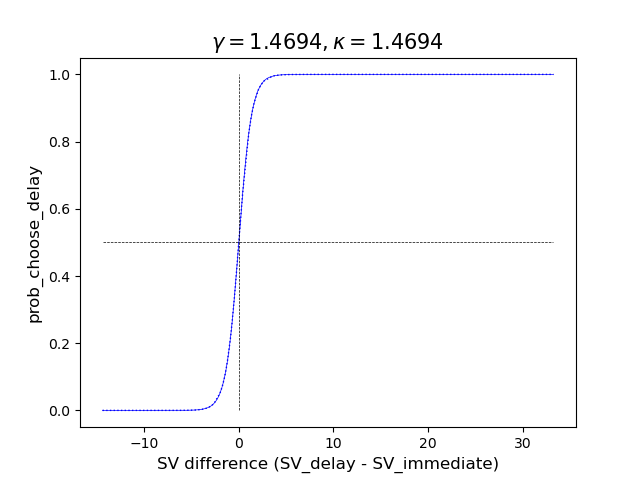 γ = 1.4694, κ = 1.4694
1.0
0.8
0.6
0.4
0.2
0.0
prob_choose_delay
−10 0 10 20 30
SV difference (SV_delay - SV_immediate)